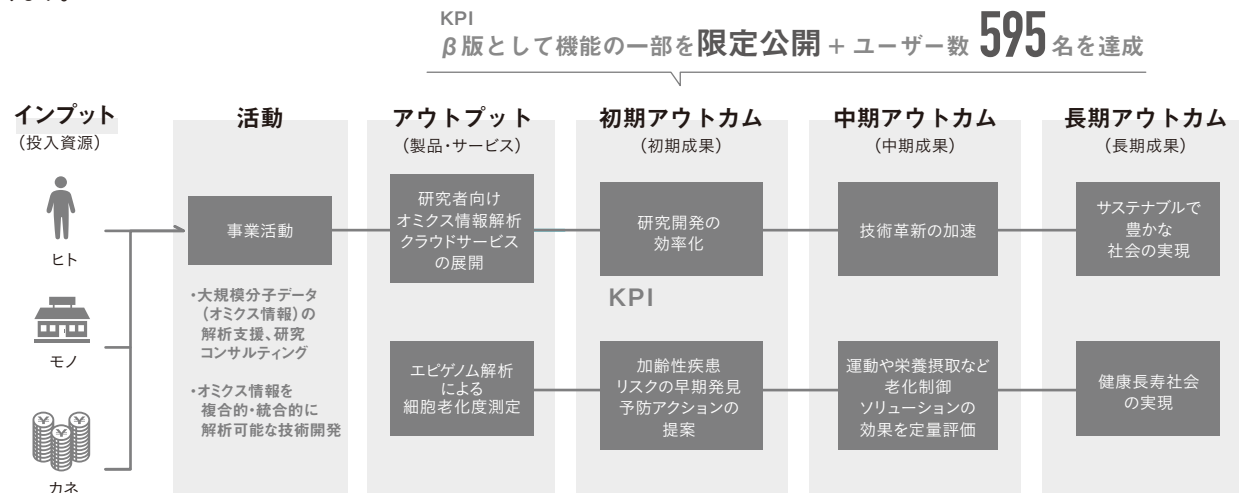 KPI
β版として機能の一部を限定公開+ユーザー数 595名を達成
インプット
(投入資源)
ヒト
モノ
カネ
活動
事業活動
・大規模分子データ
(オミクス情報)の
解析支援、研究
コンサルティング
・オミクス情報を
複合的・統合的に
解析可能な技術開発
アウトプット
(製品・サービス)
研究者向け
オミクス情報解析
クラウドサービス
の展開
エピゲノム解析
による
細胞老化度測定
初期アウトカム
(初期成果)
研究開発の
効率化
KPI
加齢性疾患
リスクの早期発見
予防アクションの
提案
中期アウトカム
(中期成果)
技術革新の加速
運動や栄養摂取など
老化制御
ソリューションの
効果を定量評価
長期アウトカム
(長期成果)
サステナブルで
豊かな
社会の実現
健康長寿社会
の実現